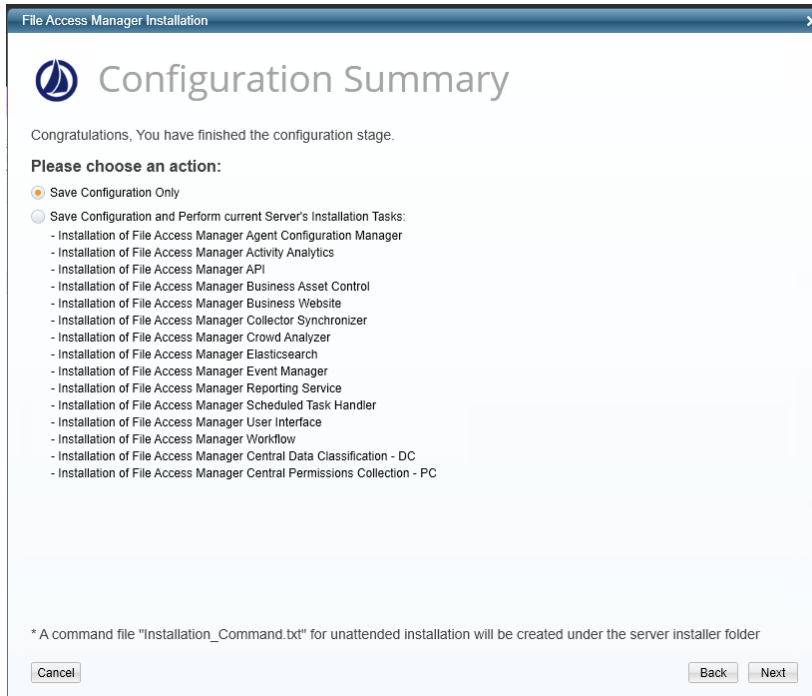 File Access Manager Installation
Configuration Summary
Congratulations, You have finished the configuration stage.
Please choose an action:
Save Configuration Only
Save Configuration and Perform current Server's Installation Tasks:
- Installation of File Access Manager Agent Configuration Manager
- Installation of File Access Manager Activity Analytics
- Installation of File Access Manager API
- Installation of File Access Manager Business Asset Control
- Installation of File Access Manager Business Website
- Installation of File Access Manager Collector Synchronizer
- Installation of File Access Manager Crowd Analyzer
- Installation of File Access Manager Elasticsearch
- Installation of File Access Manager Event Manager
- Installation of File Access Manager Reporting Service
- Installation of File Access Manager Scheduled Task Handler
- Installation of File Access Manager User Interface
- Installation of File Access Manager Workflow
- Installation of File Access Manager Central Data Classification - DC
- Installation of File Access Manager Central Permissions Collection - PC
* A command file "Installation_Command.txt" for unattended installation will be created under the server installer folder
Cancel Back Next